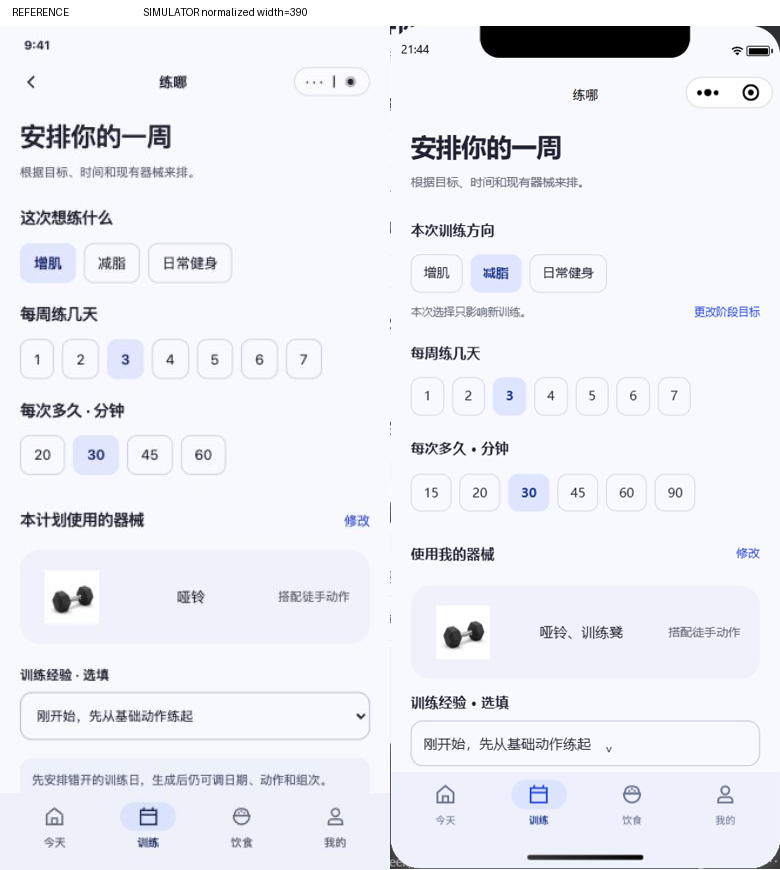 REFERENCE
SIMULATOR normalized width=390
9:41
练哪
安排你的一周
根据目标、时间和现有器械来排。
这次想练什么
增肌
减脂
日常健身
每周练几天
1
2
3
4
5
6
7
每次多久 · 分钟
20
30
45
60
本计划使用的器械
修改
哑铃
搭配徒手动作
训练经验 · 选填
刚开始，先从基础动作练起
先安排错开的训练日，生成后仍可调日期、动作和组次。
今天
训练
饮食
我的
21:44
练哪
安排你的一周
根据目标、时间和现有器械来排。
本次训练方向
增肌
减脂
日常健身
本次选择只影响新训练。
更改阶段目标
每周练几天
1
2
3
4
5
6
7
每次多久 • 分钟
15
20
30
45
60
90
使用我的器械
修改
哑铃、训练凳
搭配徒手动作
训练经验 • 选填
刚开始，先从基础动作练起
今天
训练
饮食
我的